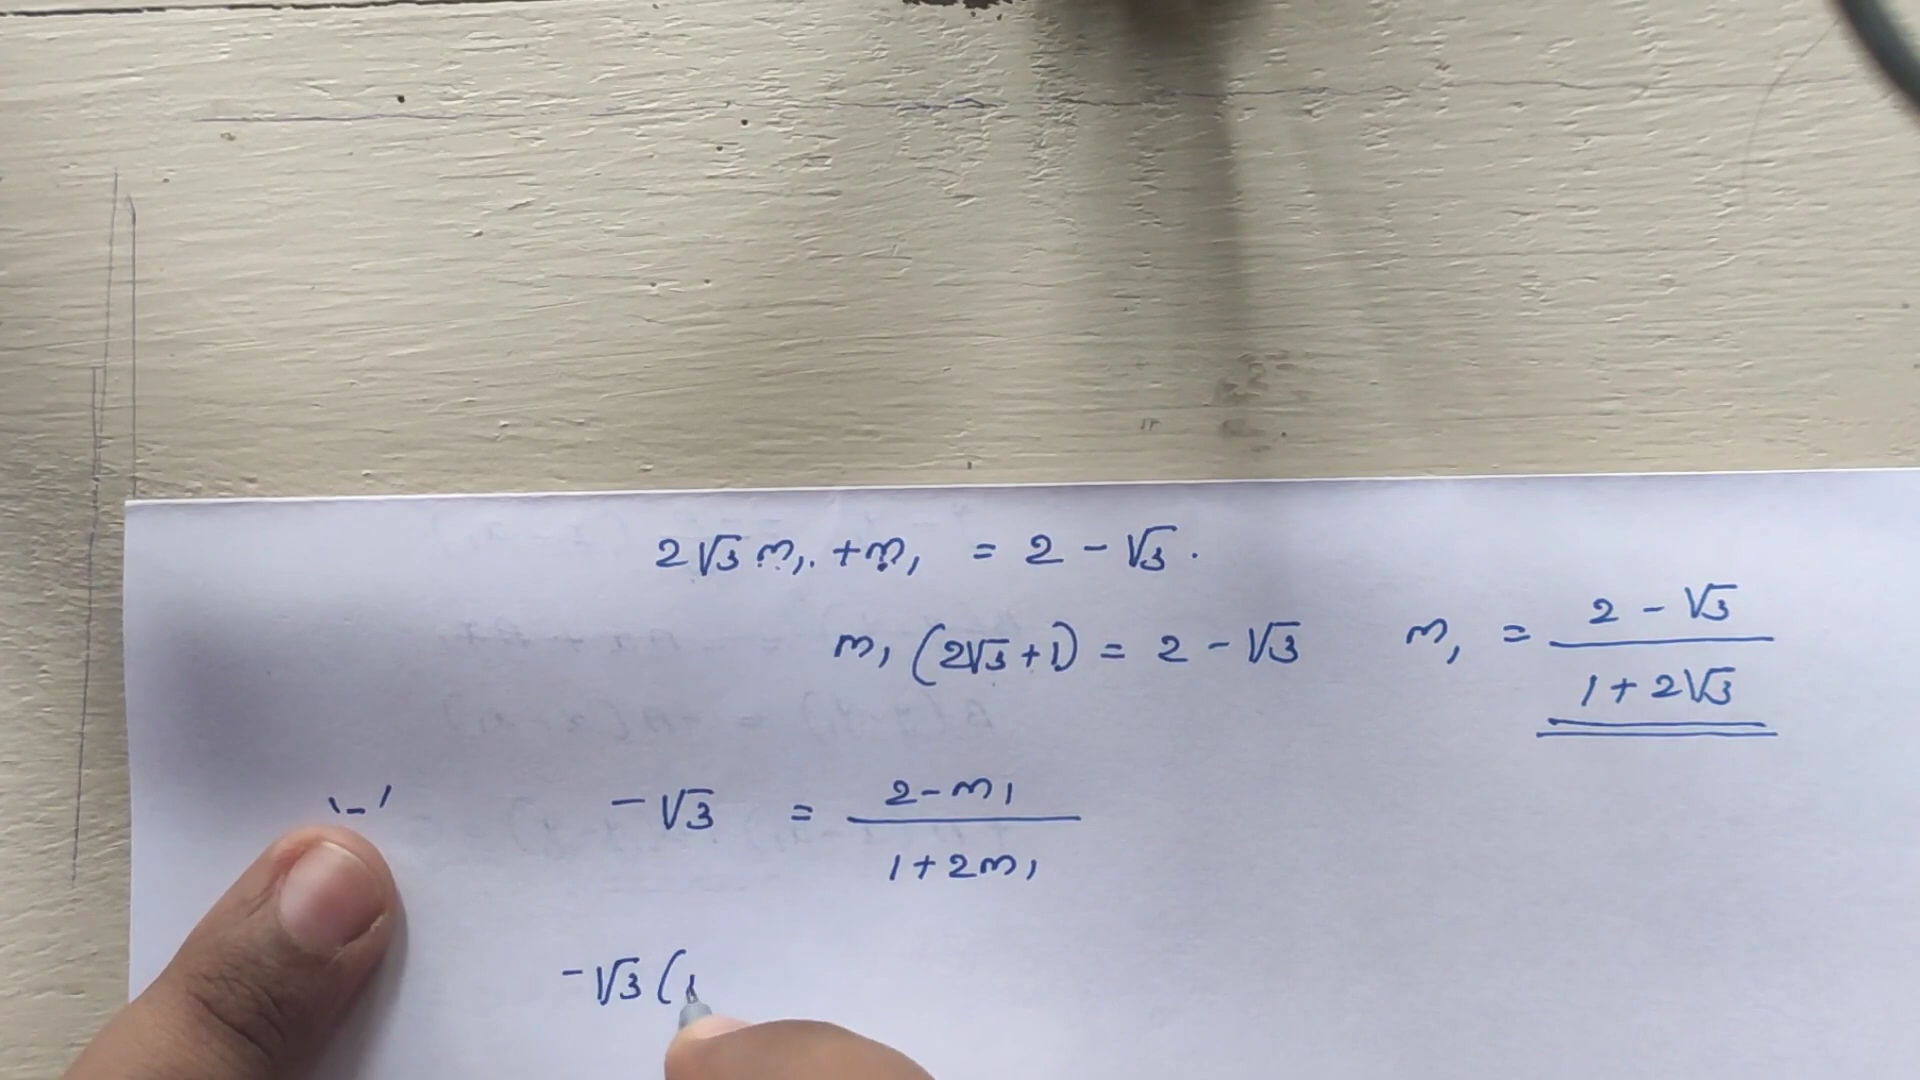 2√3 m₁ + m₁ = 2 - √3.
m₁ (2√3 + 1) = 2 - √3    m₁ = (2 - √3)/(1 + 2√3)
'-'    -√3 = (2 - m₁)/(1 + 2m₁)
-√3 (1